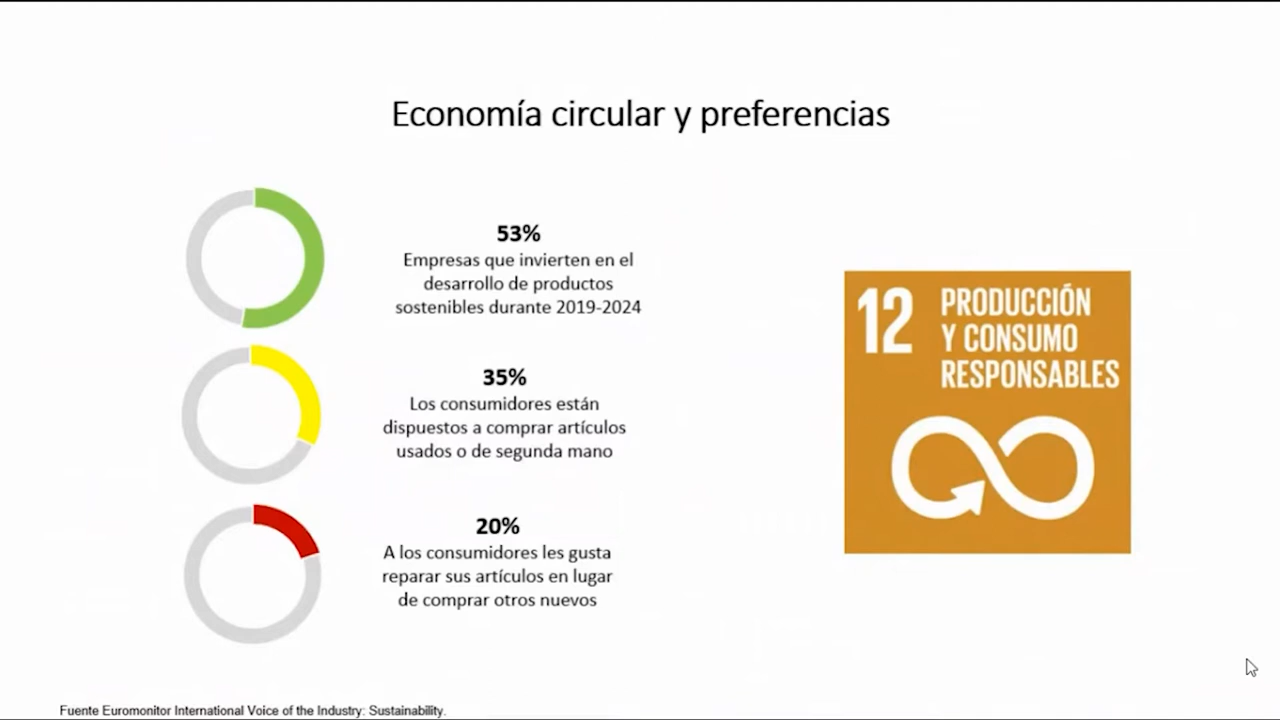 Economía circular y preferencias
53%
Empresas que invierten en el
desarrollo de productos
sostenibles durante 2019-2024
35%
Los consumidores están
dispuestos a comprar artículos
usados o de segunda mano
20%
A los consumidores les gusta
reparar sus artículos en lugar
de comprar otros nuevos
12 PRODUCCIÓN
Y CONSUMO
RESPONSABLES
Fuente Euromonitor International Voice of the Industry: Sustainability.